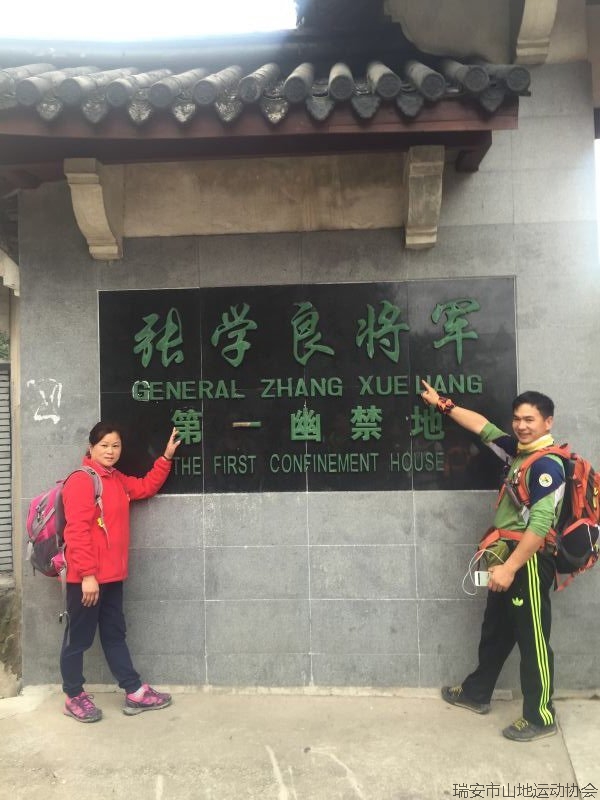 张学良将军
GENERAL ZHANG XUE LIANG
第一幽禁地
THE FIRST CONFINEMENT HOUSE
瑞安市山地运动协会